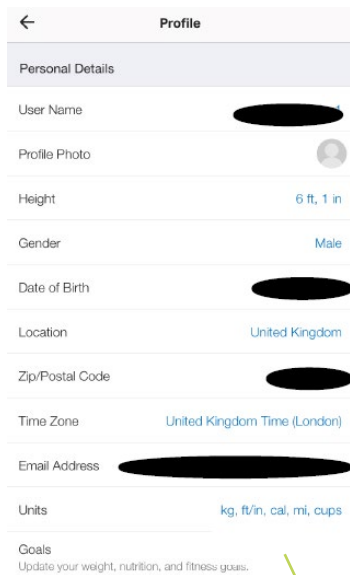 Profile
Personal Details
User Name
Profile Photo
Height 6 ft, 1 in
Gender Male
Date of Birth
Location United Kingdom
Zip/Postal Code
Time Zone United Kingdom Time (London)
Email Address
Units kg, ft/in, cal, mi, cups
Goals
Update your weight, nutrition, and fitness goals.